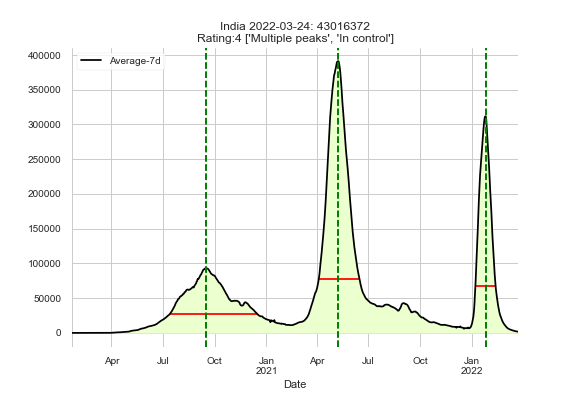 India 2022-03-24: 43016372
Rating:4 ['Multiple peaks', 'In control']
Average-7d
400000
350000
300000
250000
200000
150000
100000
50000
0
Apr Jul Oct Jan Apr Jul Oct Jan
2021 2022
Date